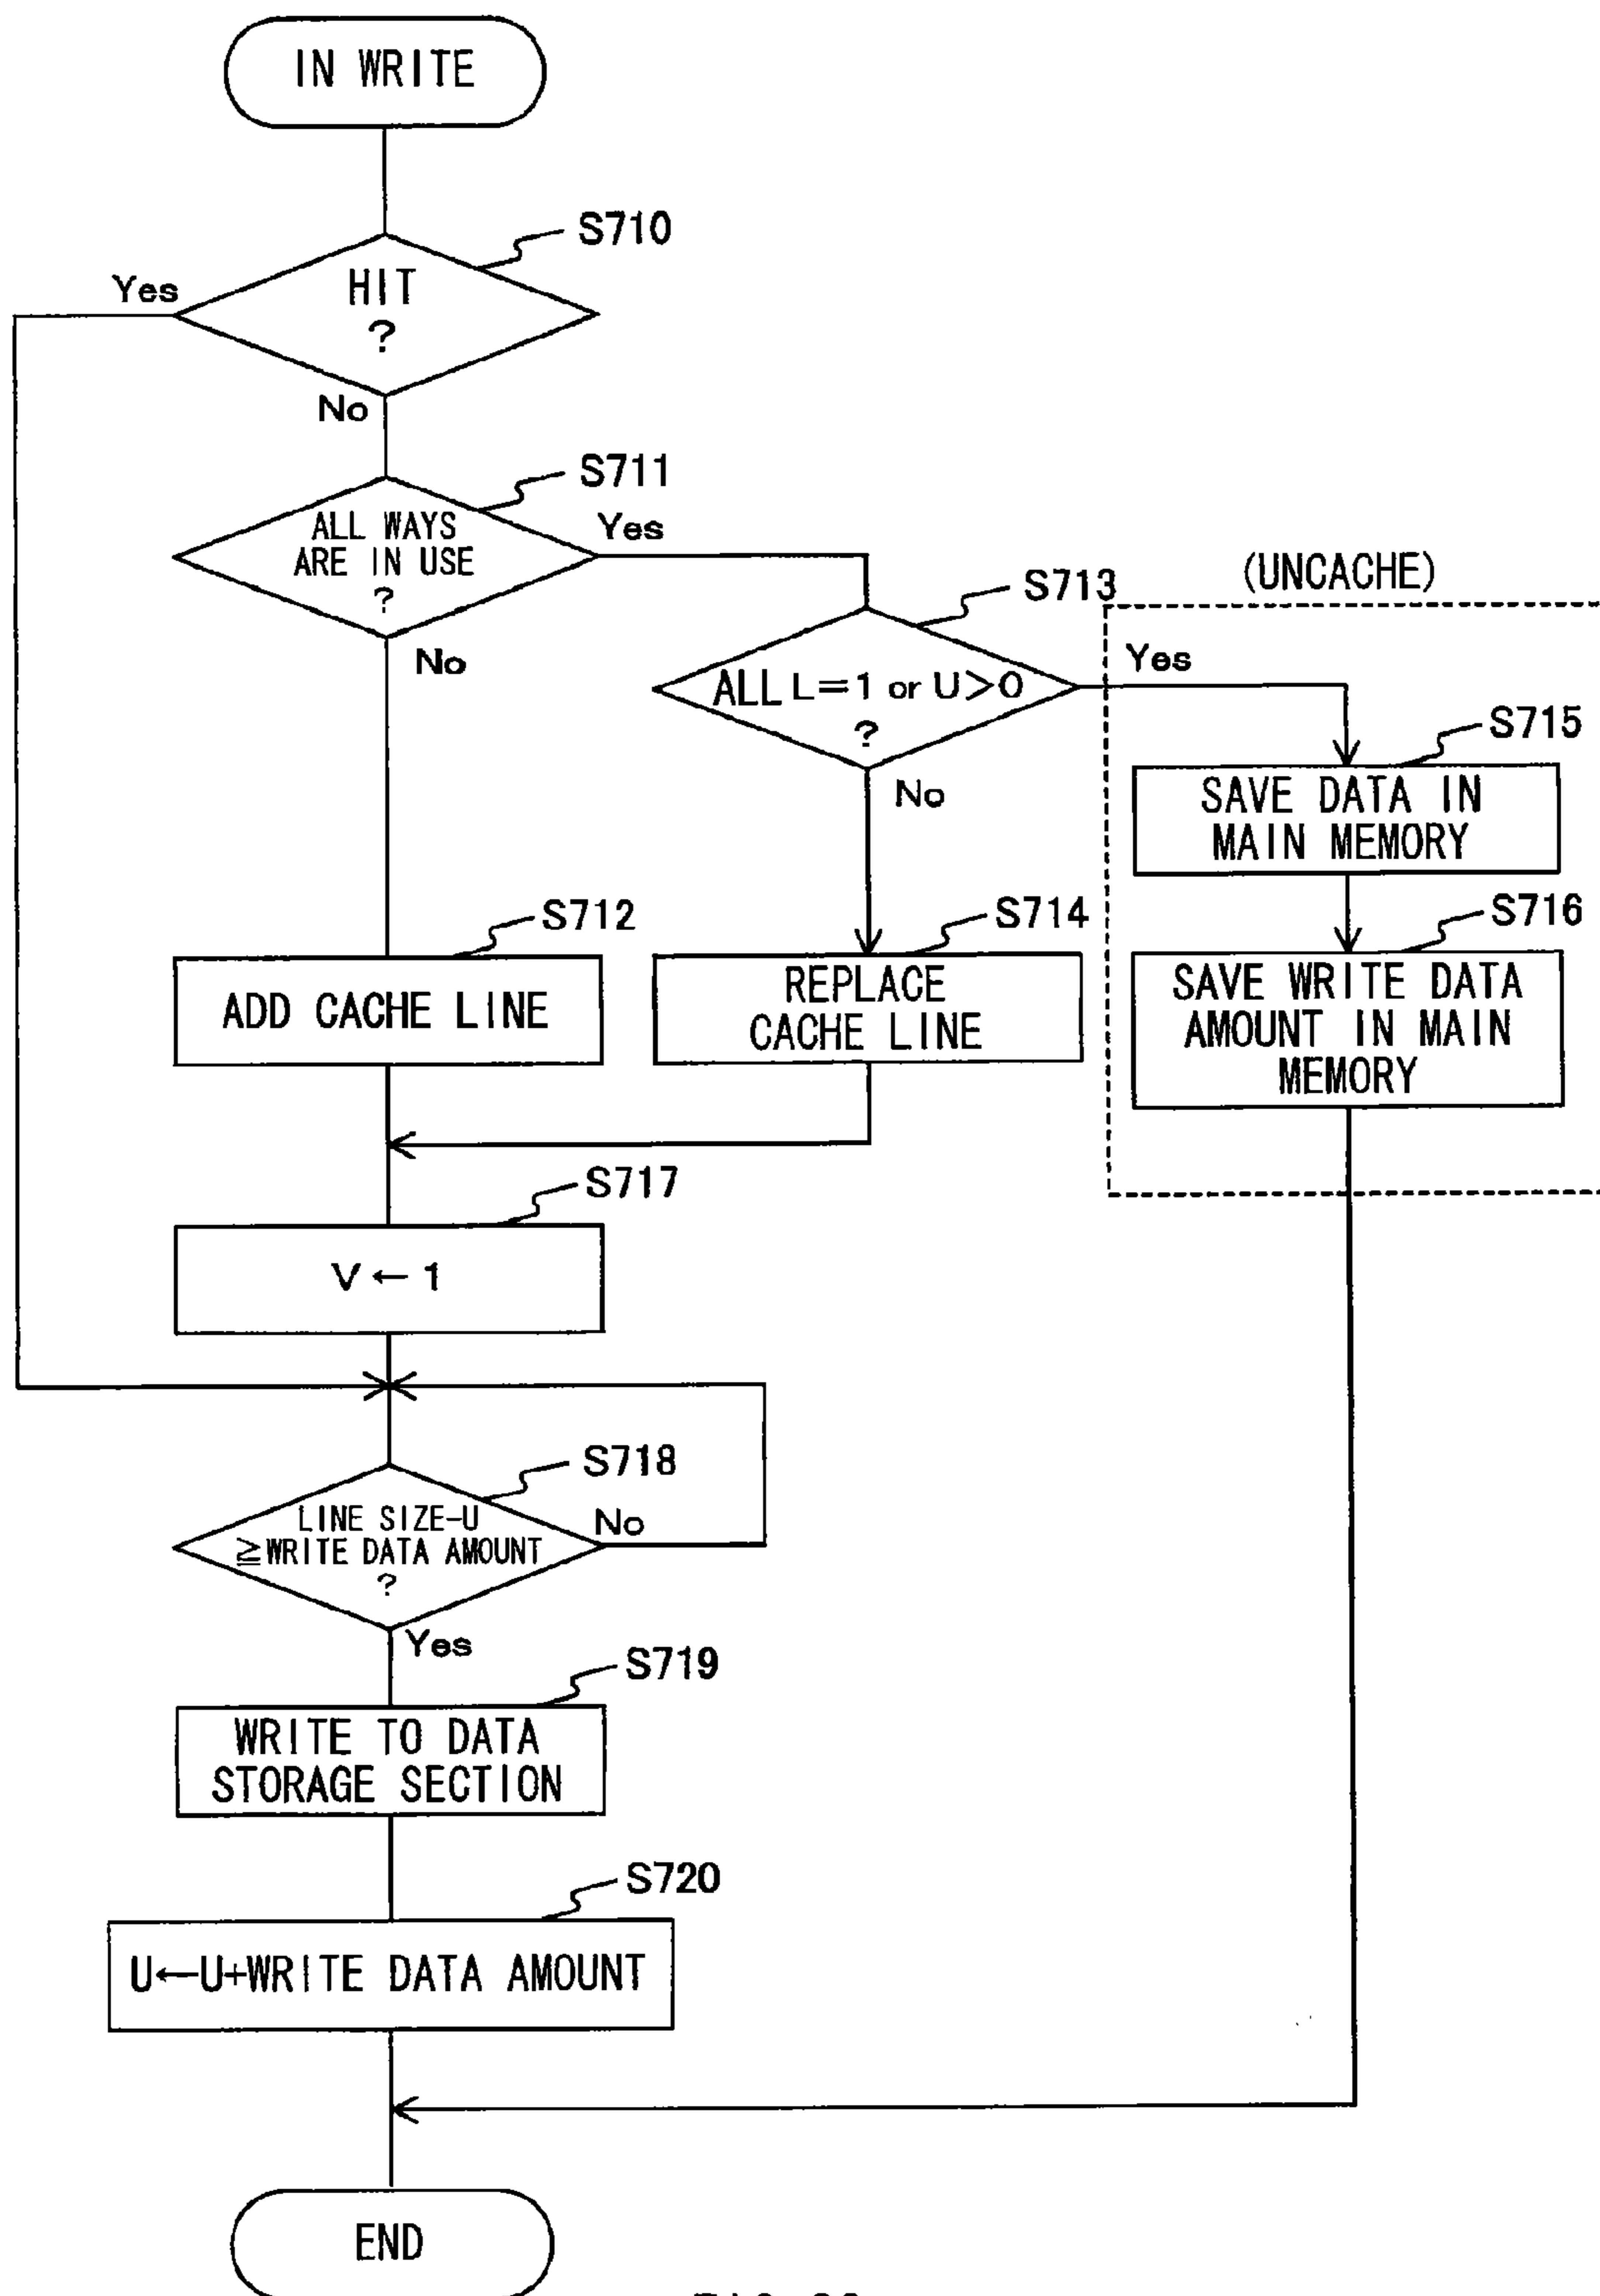 IN WRITE
S710
Yes
HIT
?
No
S711
ALL WAYS
ARE IN USE
?
Yes
No
(UNCACHE)
S713
ALL L=1 or U>0
?
Yes
No
S715
SAVE DATA IN
MAIN MEMORY
S712
ADD CACHE LINE
S714
REPLACE
CACHE LINE
S716
SAVE WRITE DATA
AMOUNT IN MAIN
MEMORY
S717
V ← 1
S718
LINE SIZE-U
≧WRITE DATA AMOUNT
?
No
Yes
S719
WRITE TO DATA
STORAGE SECTION
S720
U←U+WRITE DATA AMOUNT
END